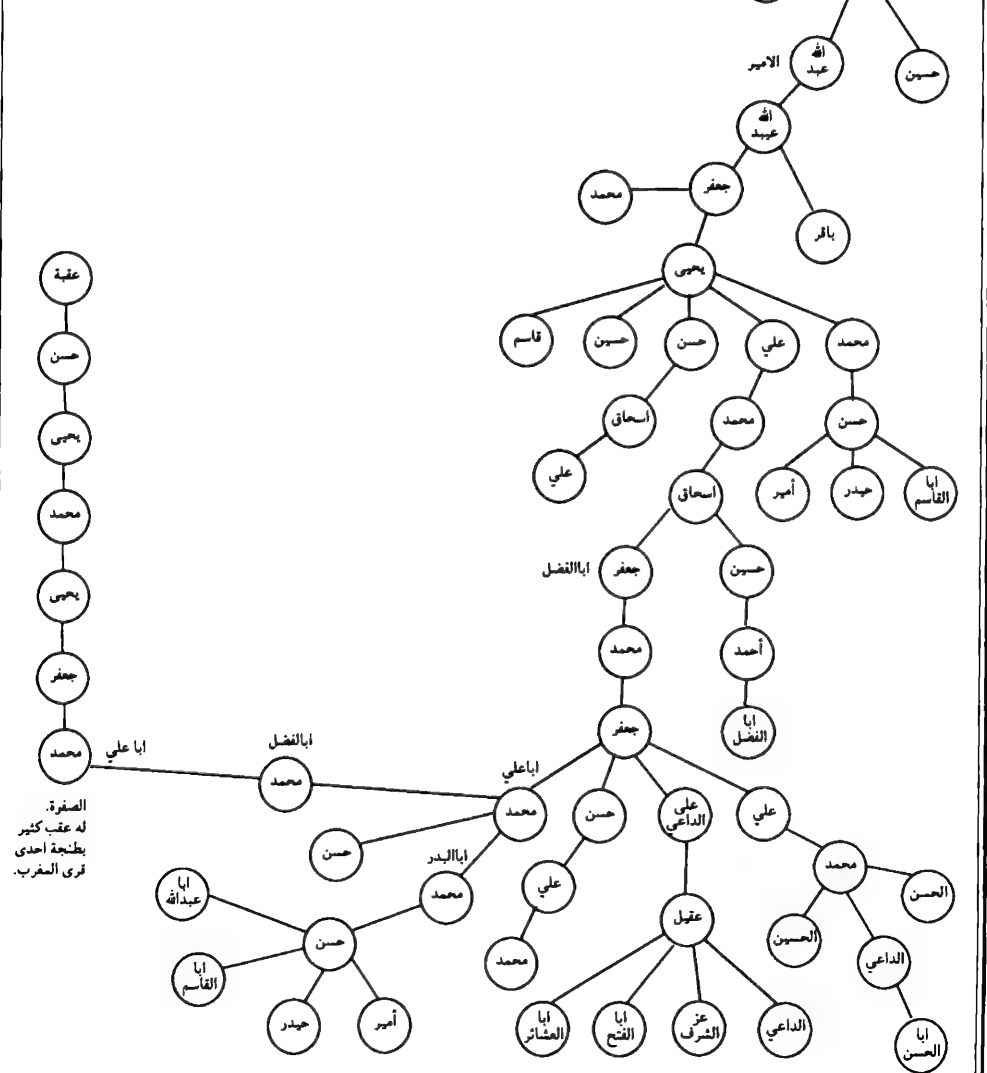 الله
عبد
الامير
حسين
الله
عبيد
جعفر
محمد
باقر
يحيى
محمد
علي
حسن
حسين
قاسم
حسن
محمد
اسحاق
علي
ابا
القاسم
حيدر
أمير
اسحاق
حسين
جعفر
اباالفضل
أحمد
محمد
ابا
الفضل
جعفر
علي
على
الداعي
حسن
اباعلي
محمد
ابالفضل
محمد
ابا علي
محمد
جعفر
يحيى
محمد
يحيى
حسن
عقبة
الصفرة.
له عقب كثير
بطنجة احدى
قرى المغرب.
حسن
اباالبدر
محمد
حسن
ابا
عبدالله
ابا
القاسم
حيدر
أمير
علي
محمد
عقيل
الداعي
عز
الشرف
ابا
الفتح
ابا
العشائر
محمد
الحسن
الحسين
الداعي
ابا
الحسن